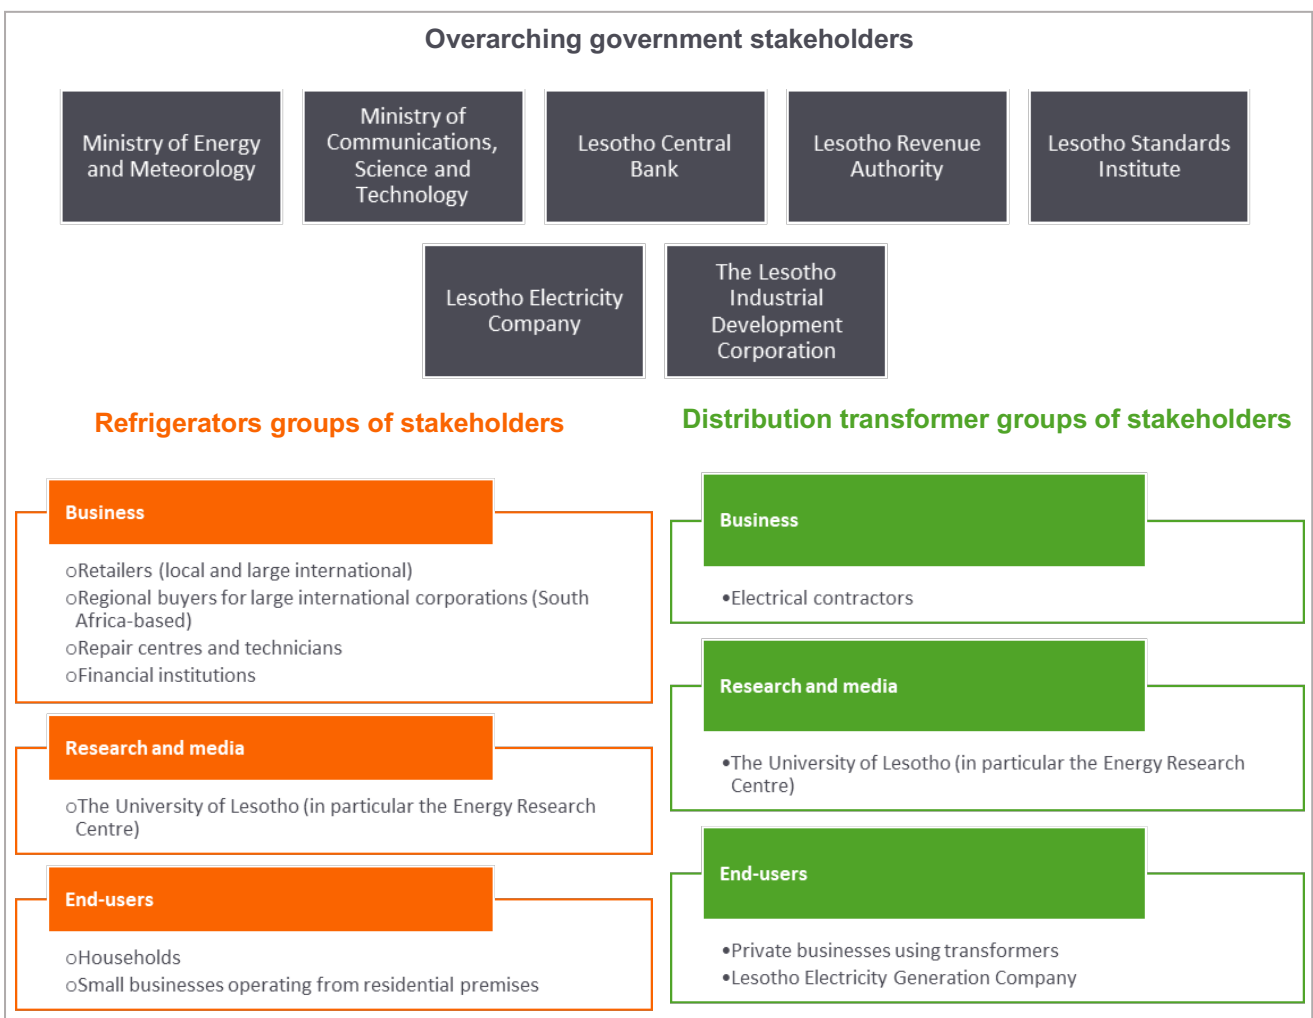 Overarching government stakeholders
Ministry of Energy
and Meteorology
Ministry of
Communications,
Science and
Technology
Lesotho Central
Bank
Lesotho Revenue
Authority
Lesotho Standards
Institute
Lesotho Electricity
Company
The Lesotho
Industrial
Development
Corporation
Refrigerators groups of stakeholders
Business
oRetailers (local and large international)
oRegional buyers for large international corporations (South
Africa-based)
oRepair centres and technicians
oFinancial institutions
Research and media
oThe University of Lesotho (in particular the Energy Research
Centre)
End-users
oHouseholds
oSmall businesses operating from residential premises
Distribution transformer groups of stakeholders
Business
•Electrical contractors
Research and media
•The University of Lesotho (in particular the Energy Research
Centre)
End-users
•Private businesses using transformers
•Lesotho Electricity Generation Company